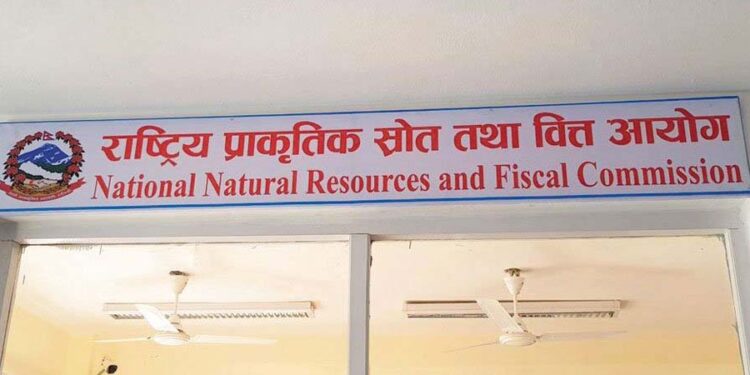 राष्ट्रिय प्राकृतिक स्रोत तथा वित्त आयोग
National Natural Resources and Fiscal Commission